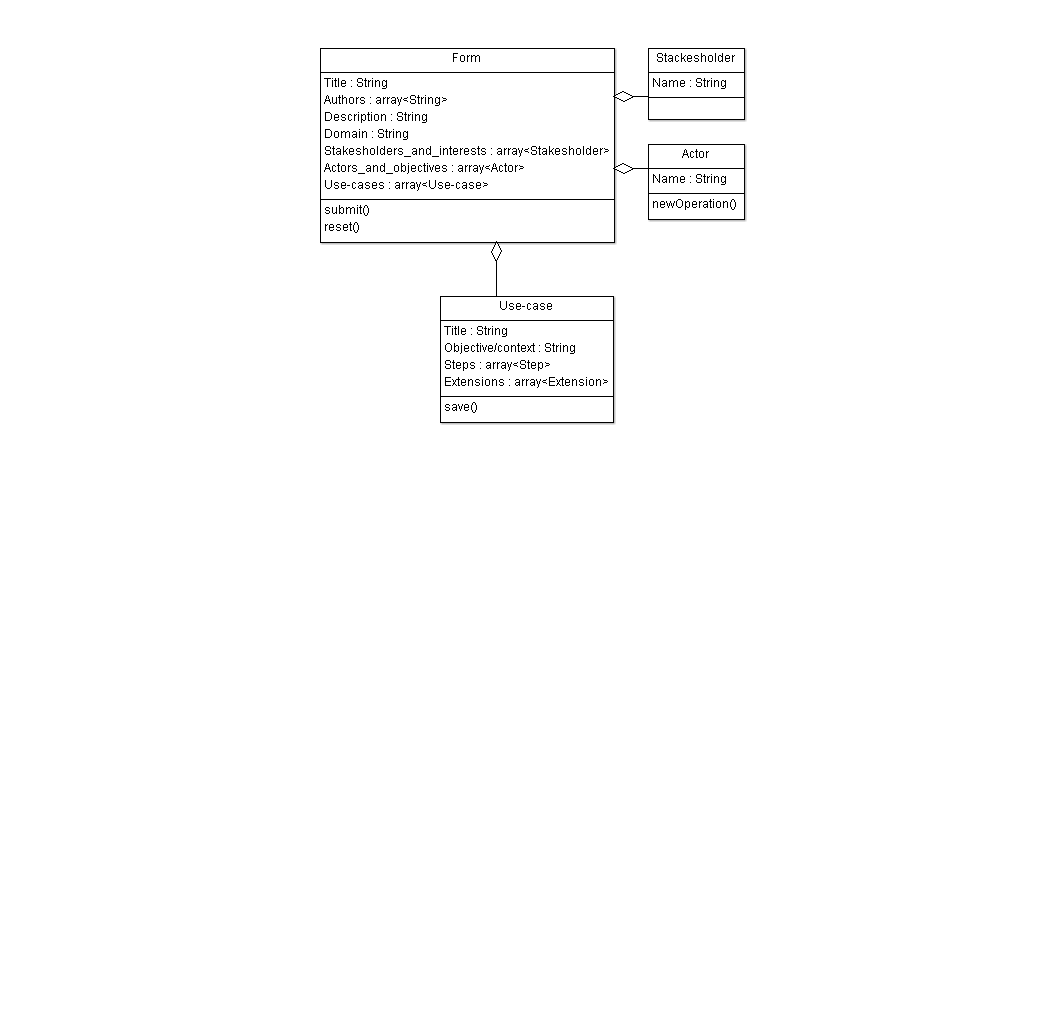 Form
Title : String
Authors : array<String>
Description : String
Domain : String
Stakesholders_and_interests : array<Stakesholder>
Actors_and_objectives : array<Actor>
Use-cases : array<Use-case>
submit()
reset()
Stackesholder
Name : String
Actor
Name : String
newOperation()
Use-case
Title : String
Objective/context : String
Steps : array<Step>
Extensions : array<Extension>
save()